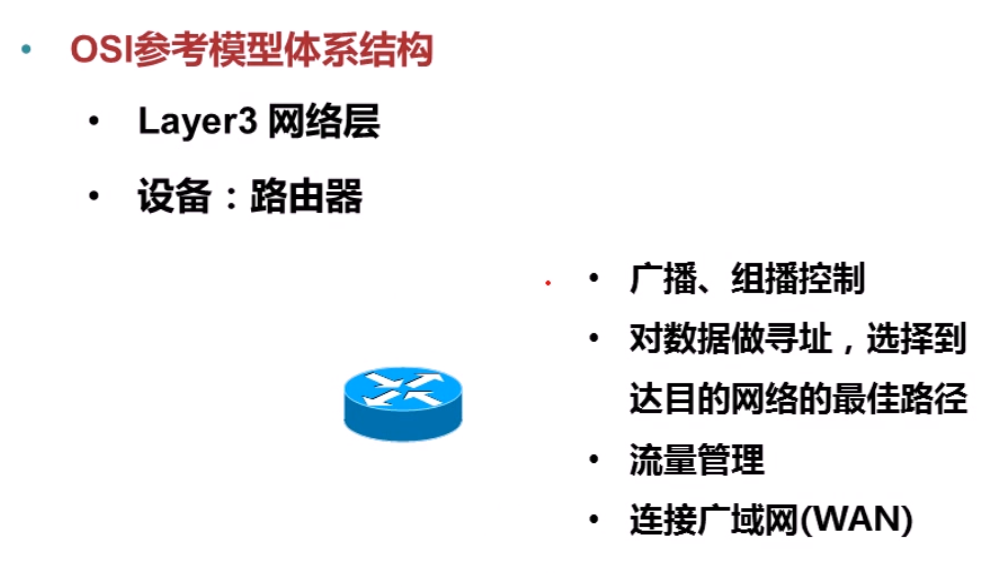 OSI参考模型体系结构
Layer3 网络层
设备：路由器
广播、组播控制
对数据做寻址，选择到
达目的网络的最佳路径
流量管理
连接广域网(WAN)